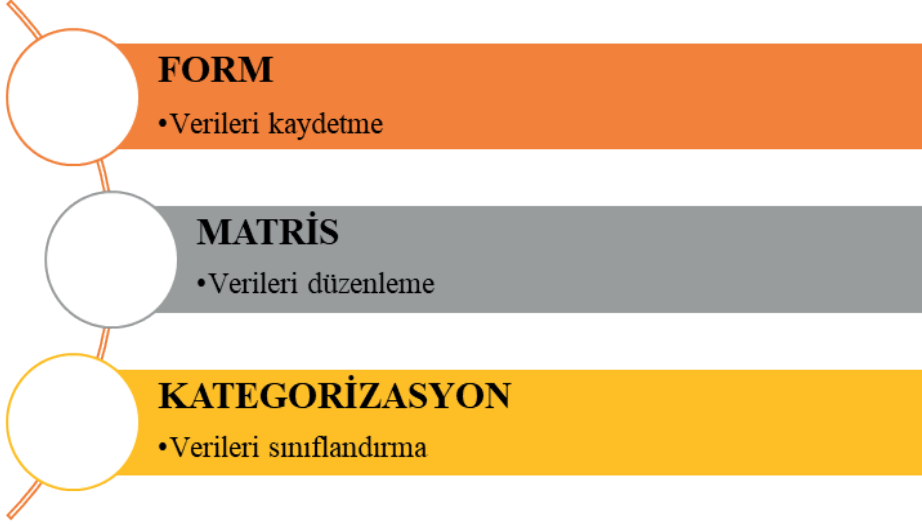 FORM
•Verileri kaydetme
MATRİS
•Verileri düzenleme
KATEGORİZASYON
•Verileri sınıflandırma